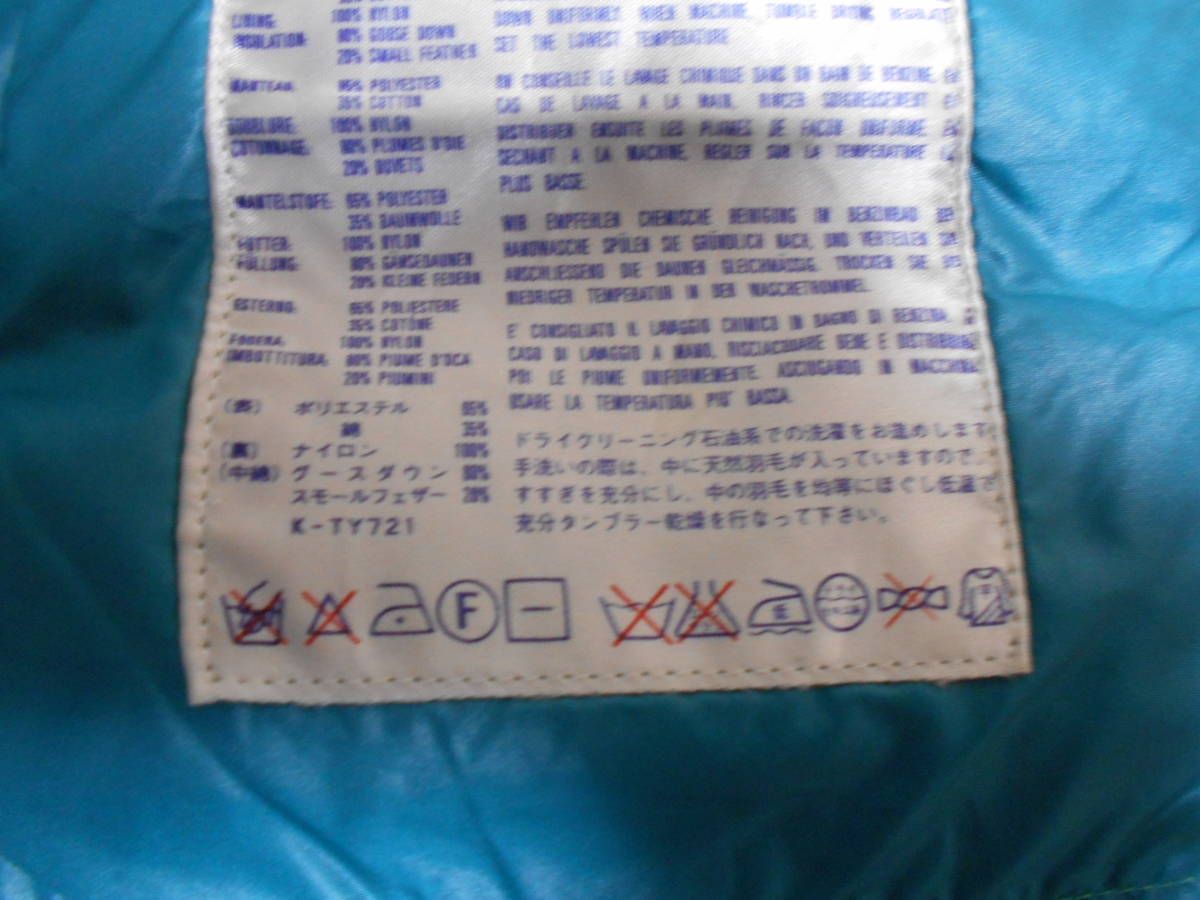 LINING: 100% NYLON
INSULATION: 80% GOOSE DOWN
20% SMALL FEATHER
MANTEAU: 65% POLYESTER
35% COTTON
DOUBLURE: 100% NYLON
COTONNAGE: 80% PLUMES D'OIE
20% DUVETS
MANTELSTOFF: 65% POLYESTER
35% BAUMWOLLE
FUTTER: 100% NYLON
FÜLLUNG: 80% GÄNSEDAUNEN
20% KLEINE FEDERN
ESTERNO: 65% POLIESTERE
35% COTONE
FODERA: 100% NYLON
IMBOTTITURA: 80% PIUME D'OCA
20% PIUMINI
(表) ポリエステル 65%
綿 35%
(裏) ナイロン 100%
(中綿) グースダウン 80%
スモールフェザー 20%
K-TY721
DOWN UNIFORMLY. WHEN MACHINE, TUMBLE DRYING, REGULATE
SET THE LOWEST TEMPERATURE
ON CONSEILLE LE LAVAGE CHIMIQUE DANS UN BAIN DE BENZINE. EN
CAS DE LAVAGE A LA MAIN, RINCER SOIGNEUSEMENT ET
DISTRIBUER ENSUITE LES PLUMES DE FACON UNIFORME EN
SECHANT A LA MACHINE. REGLER SUR LA TEMPERATURE LA
PLUS BASSE.
WIR EMPFEHLEN CHEMISCHE REINIGUNG IM BENZINBAD BEI
HANDWASCHE SPÜLEN SIE GRÜNDLICH NACH, UND VERTEILEN SIE
ANSCHLIESSEND DIE DAUNEN GLEICHMÄSSIG. TROCKEN SIE BEI
NIEDRIGER TEMPERATUR IN DER WASCHETROMMEL.
E' CONSIGLIATO IL LAVAGGIO CHIMICO IN BAGNO DI BENZINA. IN
CASO DI LAVAGGIO A MANO, RISCIACQUARE BENE E DISTRIBUIRE
POI LE PIUME UNIFORMEMENTE. ASCIUGANDO IN MACCHINA
USARE LA TEMPERATURA PIU' BASSA.
ドライクリーニング石油系での洗濯をお進めします
手洗いの際は、中に天然羽毛が入っていますので、
すすぎを充分にし、中の羽毛を均等にほぐし低温で
充分タンブラー乾燥を行なって下さい。
F
低